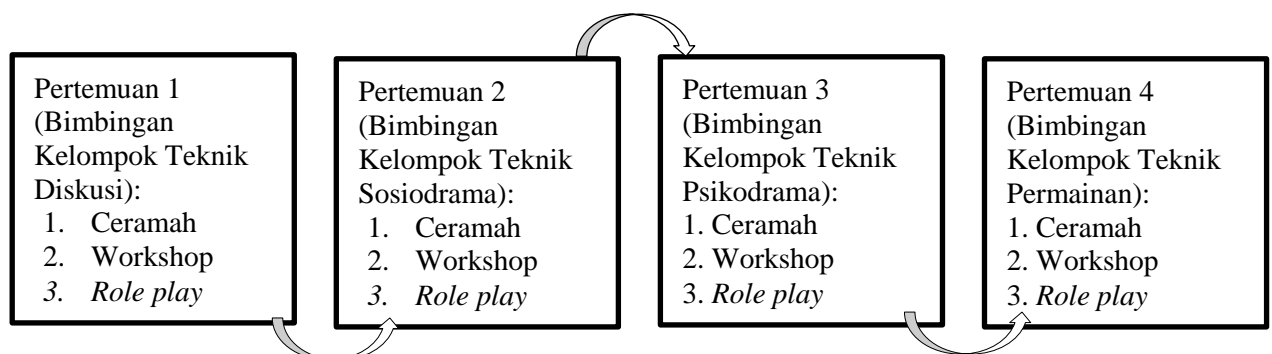 Pertemuan 1
(Bimbingan
Kelompok Teknik
Diskusi):
1. Ceramah
2. Workshop
3. Role play
Pertemuan 2
(Bimbingan
Kelompok Teknik
Sosiodrama):
1. Ceramah
2. Workshop
3. Role play
Pertemuan 3
(Bimbingan
Kelompok Teknik
Psikodrama):
1. Ceramah
2. Workshop
3. Role play
Pertemuan 4
(Bimbingan
Kelompok Teknik
Permainan):
1. Ceramah
2. Workshop
3. Role play